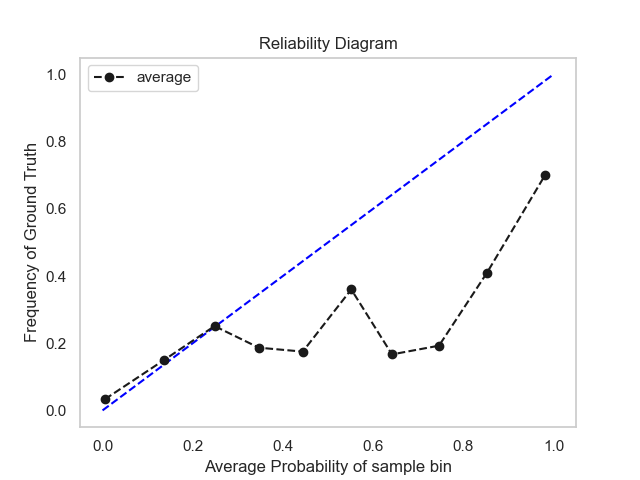 Reliability Diagram
average
1.0
0.8
0.6
0.4
0.2
0.0
Frequency of Ground Truth
0.0 0.2 0.4 0.6 0.8 1.0
Average Probability of sample bin